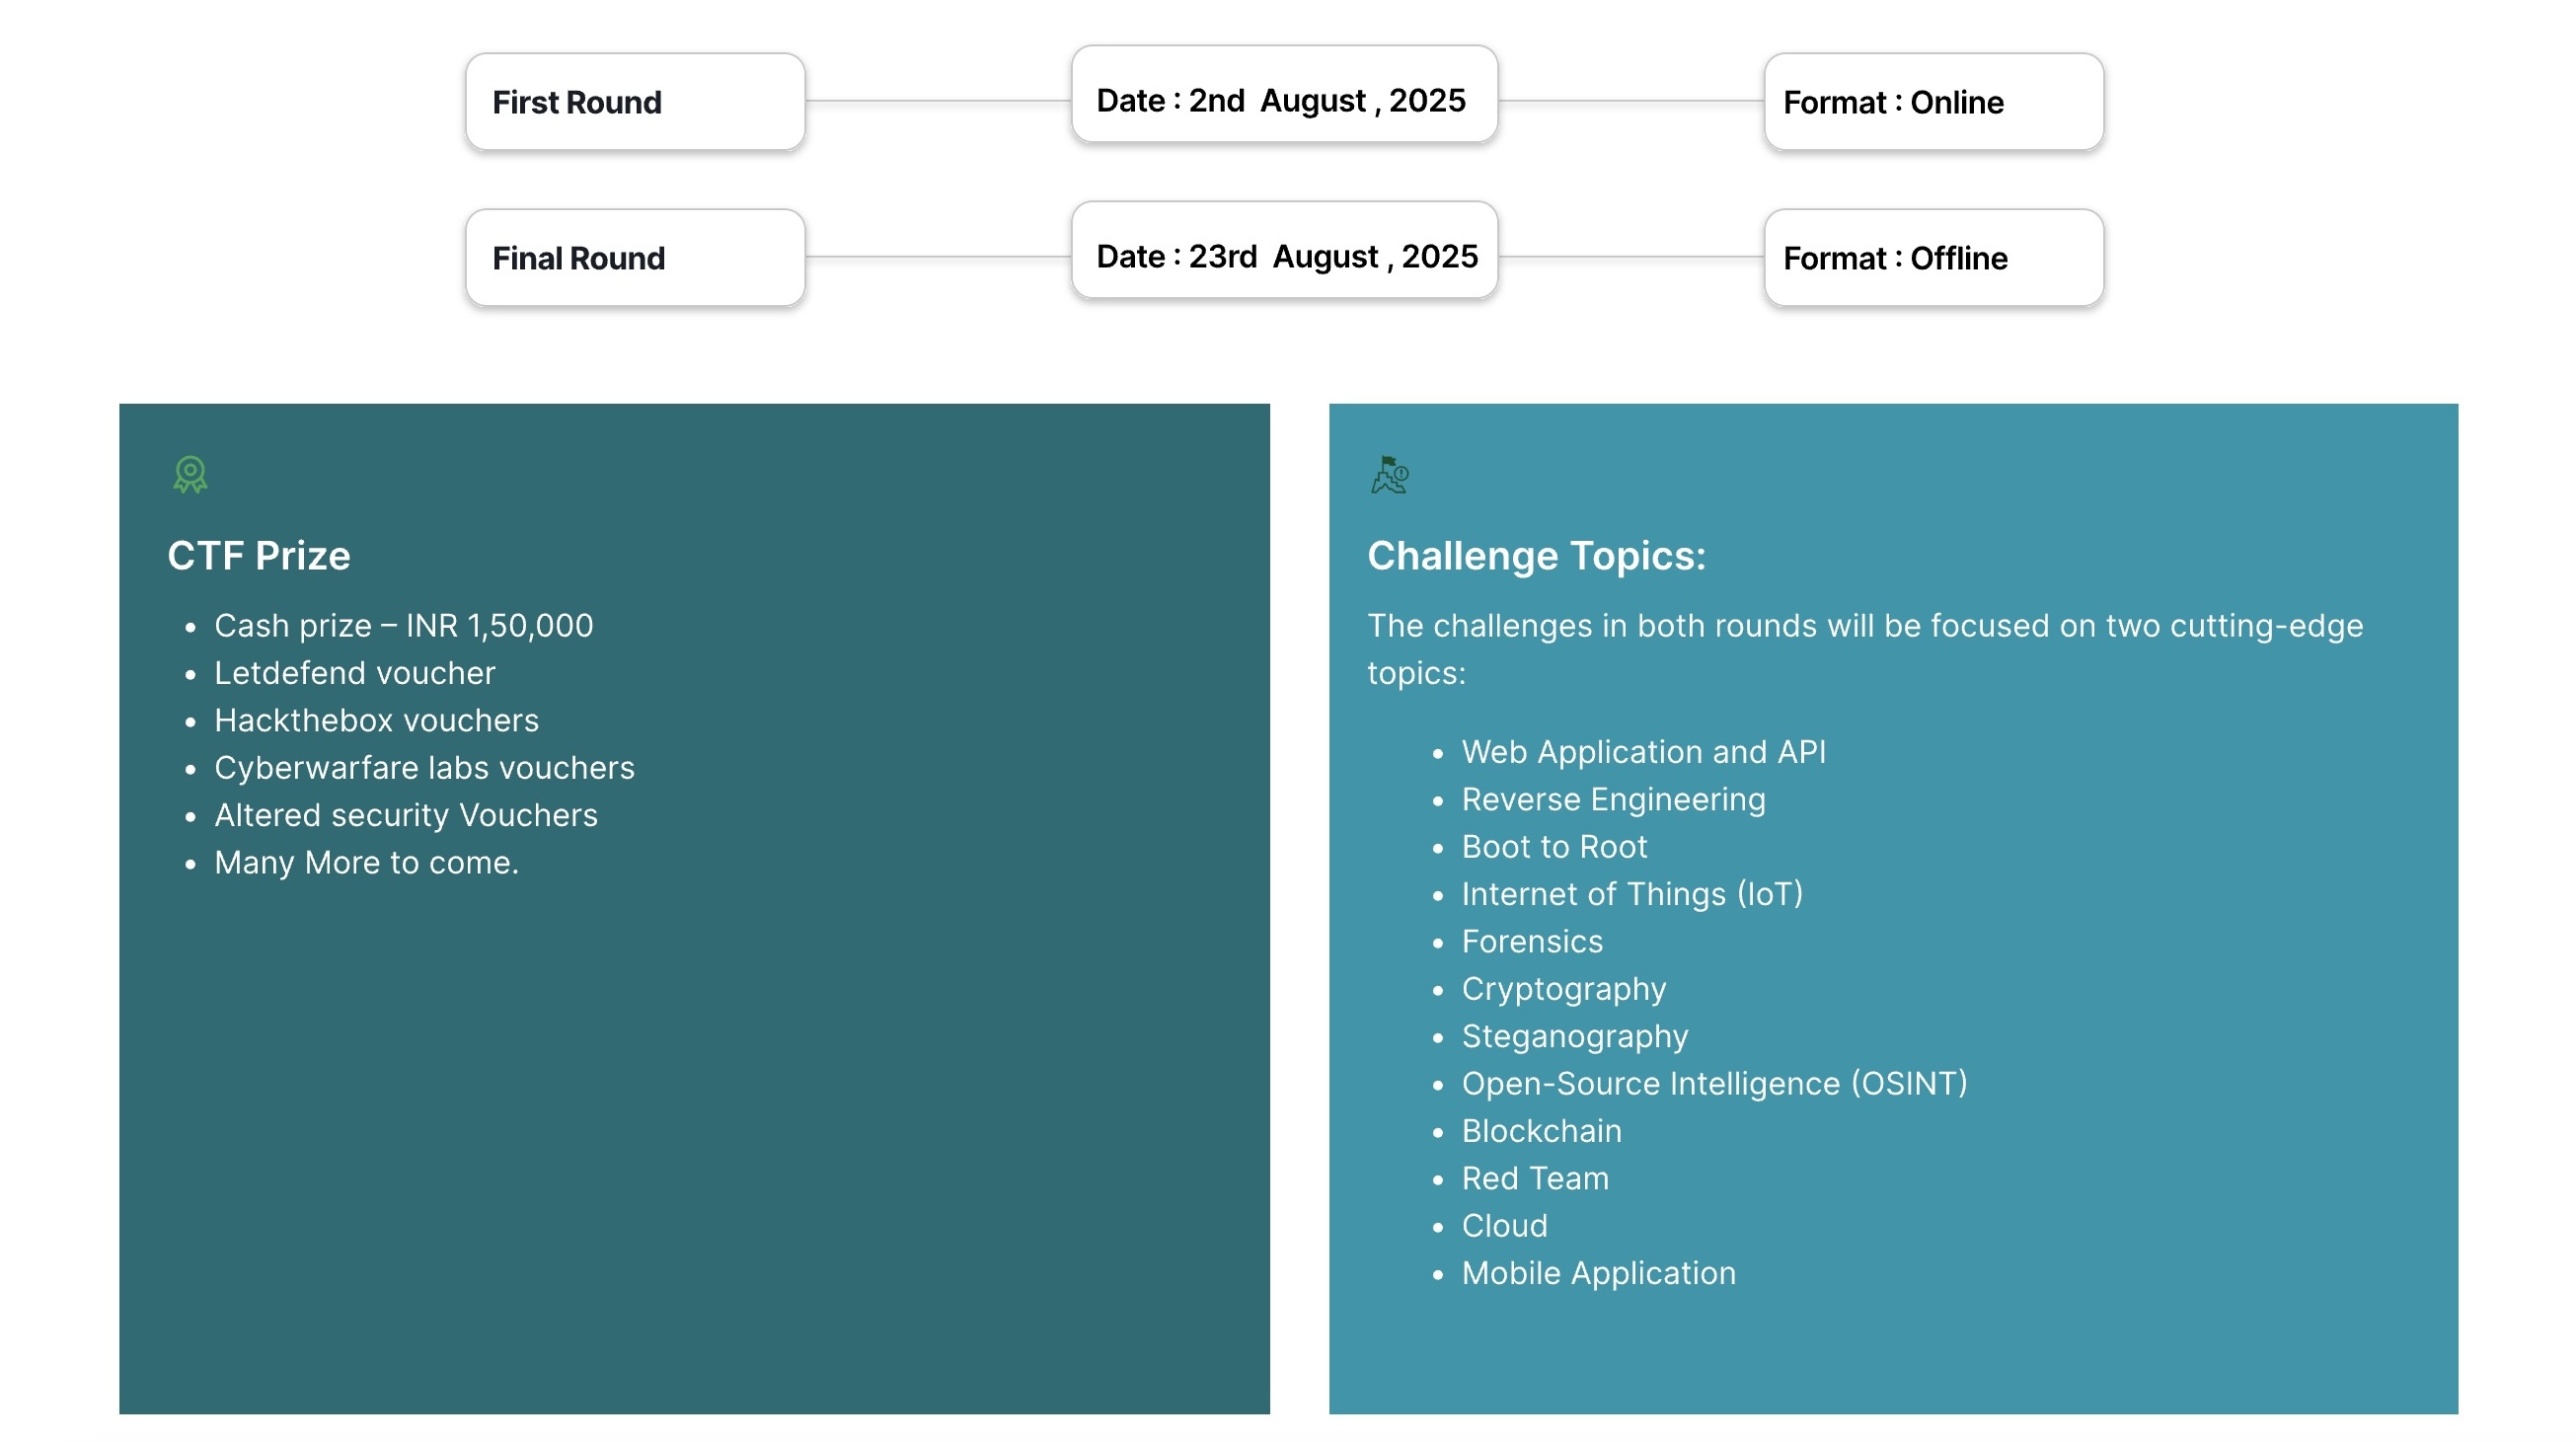 First Round
Date : 2nd August , 2025
Format : Online
Final Round
Date : 23rd August , 2025
Format : Offline
CTF Prize
Cash prize – INR 1,50,000
Letdefend voucher
Hackthebox vouchers
Cyberwarfare labs vouchers
Altered security Vouchers
Many More to come.
Challenge Topics:
The challenges in both rounds will be focused on two cutting-edge
topics:
Web Application and API
Reverse Engineering
Boot to Root
Internet of Things (IoT)
Forensics
Cryptography
Steganography
Open-Source Intelligence (OSINT)
Blockchain
Red Team
Cloud
Mobile Application